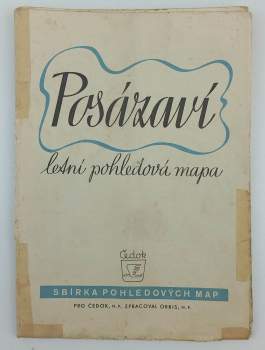 Posázaví
letní pohledová mapa
Čedok
SBÍRKA POHLEDOVÝCH MAP
PRO ČEDOK, N. P. ZPRACOVAL ORBIS, N. P.